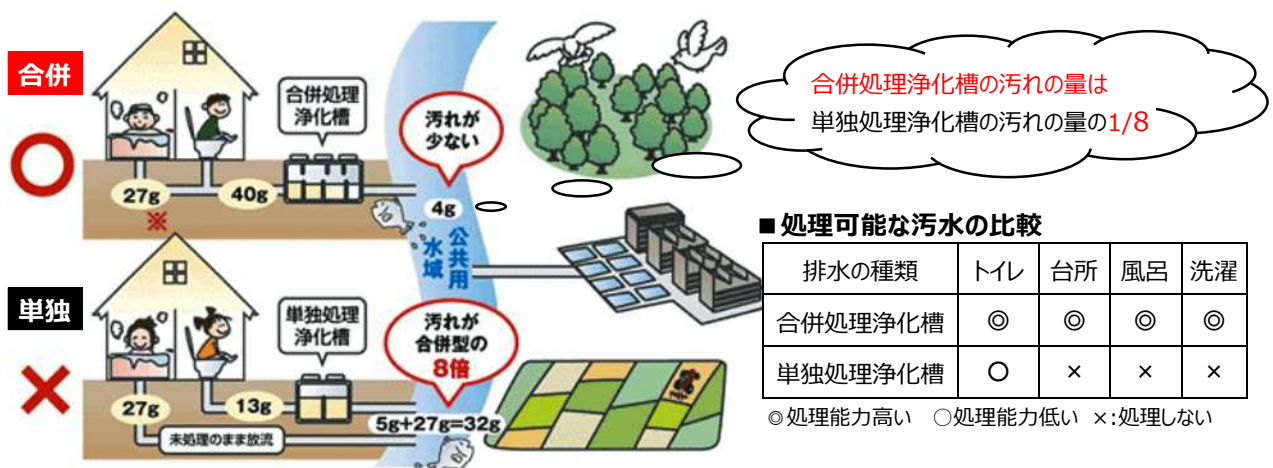 合併
合併処理
浄化槽
汚れが
少ない
27g
※
40g
4g
公共用
水域
単独
単独処理
浄化槽
汚れが
合併型の
8倍
27g
13g
5g+27g=32g
未処理のまま放流
合併処理浄化槽の汚れの量は
単独処理浄化槽の汚れの量の1/8
■処理可能な汚水の比較
排水の種類 トイレ 台所 風呂 洗濯
合併処理浄化槽 ◎ ◎ ◎ ◎
単独処理浄化槽 ○ × × ×
◎処理能力高い ○処理能力低い ×:処理しない